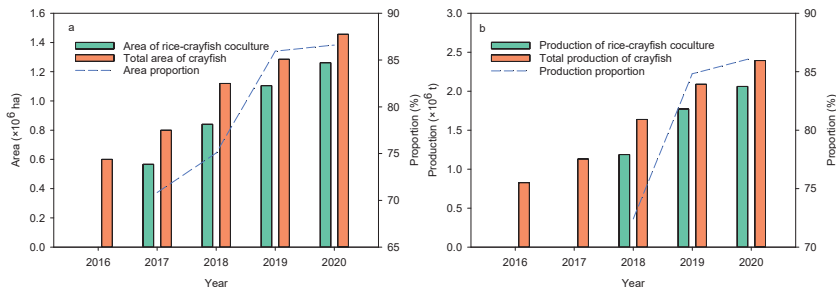 a
Area of rice-crayfish coculture
Total area of crayfish
Area proportion
Area (×10⁶ ha)
1.6
1.4
1.2
1.0
0.8
0.6
0.4
0.2
0.0
90
85
80
75
70
65
Proportion (%)
2016 2017 2018 2019 2020
Year
b
Production of rice-crayfish coculture
Total production of crayfish
Production proportion
Production (×10⁶ t)
3.0
2.5
2.0
1.5
1.0
0.5
0.0
90
85
80
75
70
Proportion (%)
2016 2017 2018 2019 2020
Year